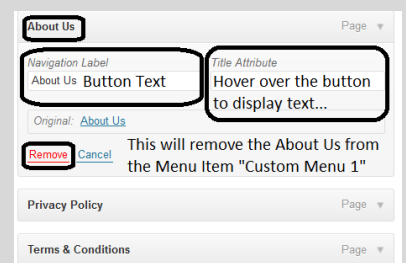 About Us Page
Navigation Label Title Attribute
About Us Button Text Hover over the button
to display text...
Original: About Us
Remove Cancel This will remove the About Us from
the Menu Item "Custom Menu 1"
Privacy Policy Page
Terms & Conditions Page